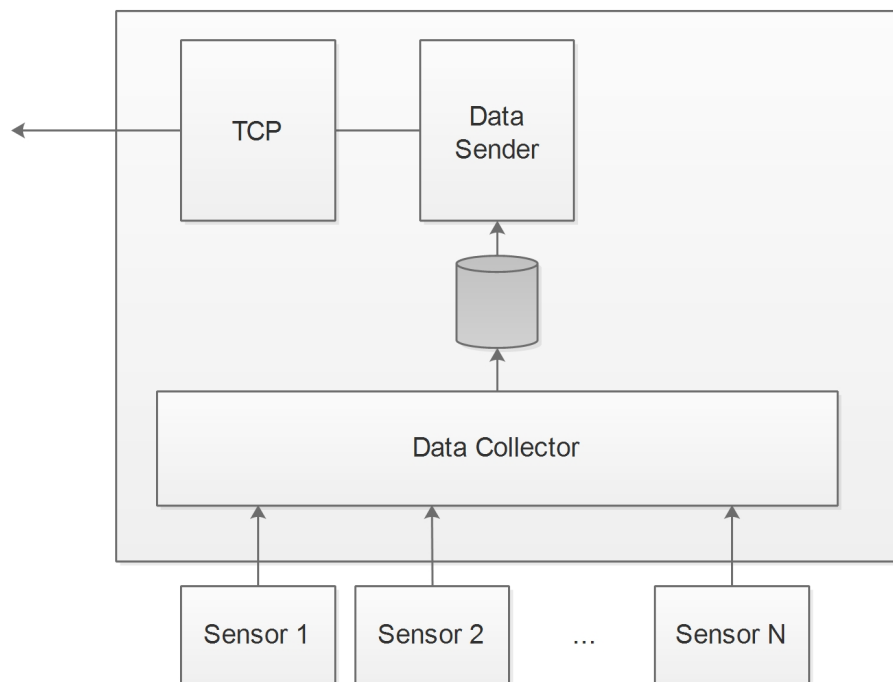 TCP
Data
Sender
Data Collector
Sensor 1
Sensor 2
...
Sensor N